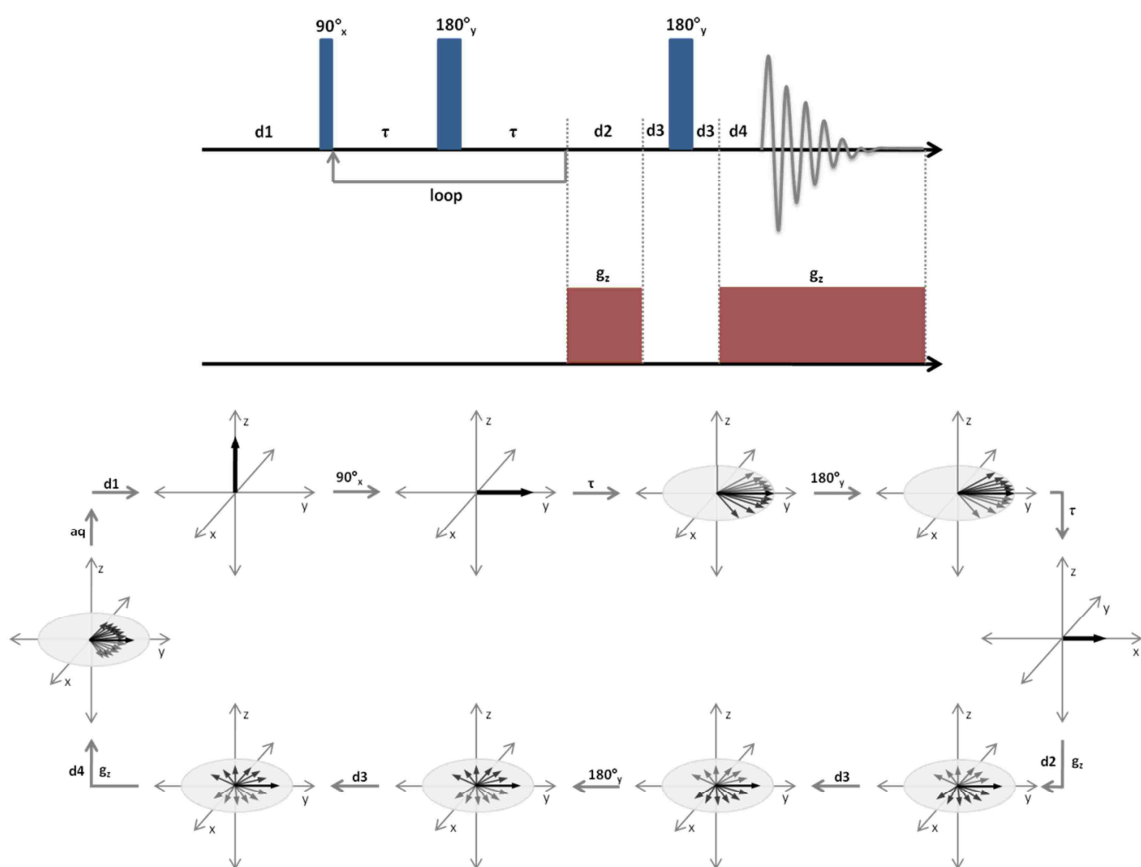 90°x 180°y 180°y
d1 τ τ d2 d3 d3 d4
loop
gz gz
z z z z
d1 90°x τ 180°y τ
y y y y
x x x x
aq
z z
y
y x
x
z z z z
d4 gz d3 180°y d3 d2 gz
y y y y
x x x x